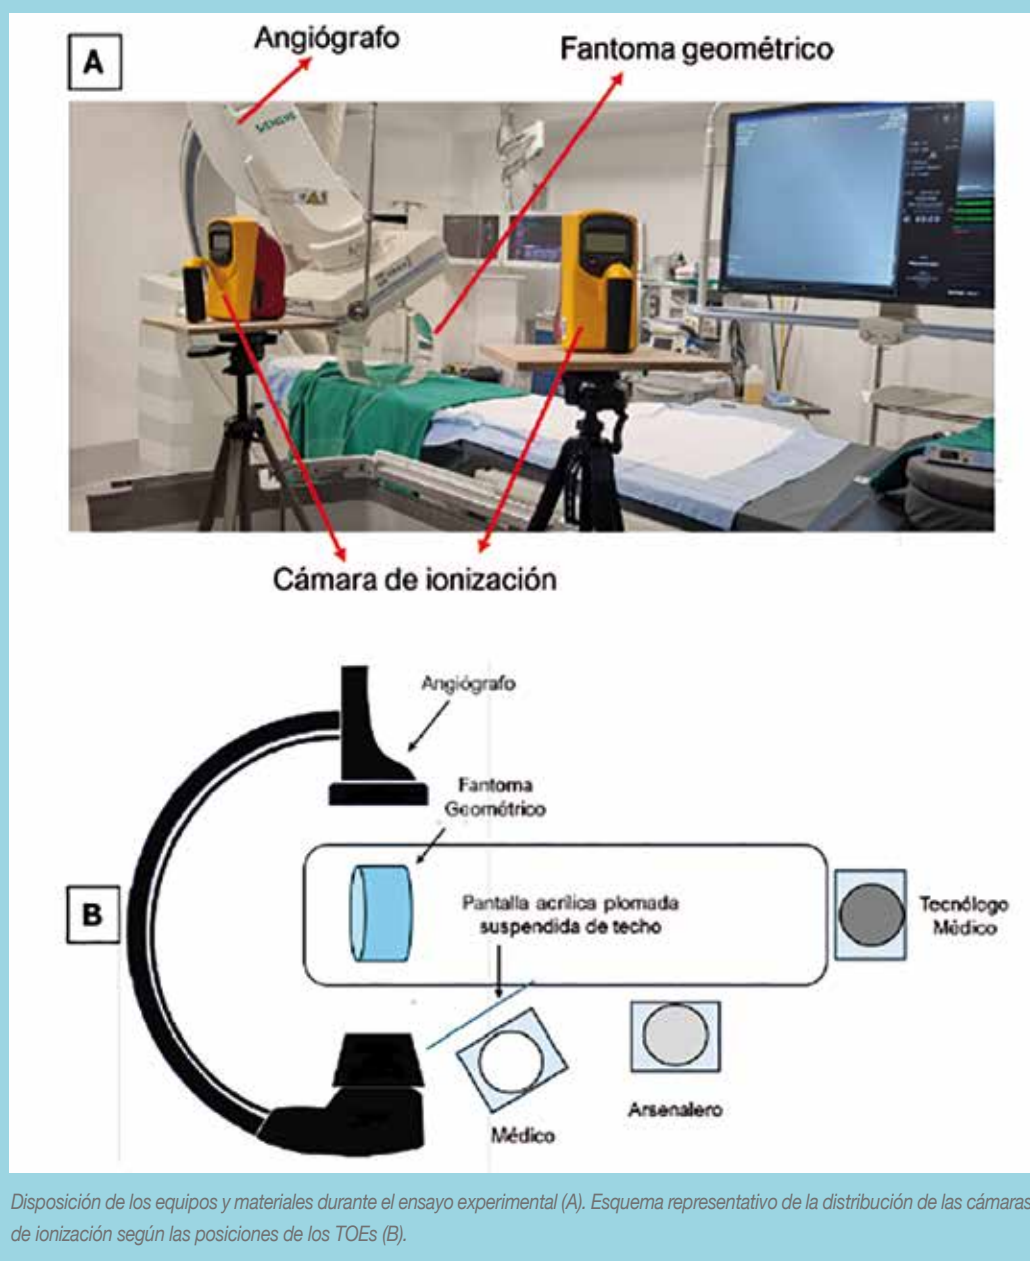 A
Angiógrafo
Fantoma geométrico
SIEMENS
Cámara de ionización
B
Angiógrafo
Fantoma
Geométrico
Pantalla acrílica plomada
suspendida de techo
Tecnólogo
Médico
Arsenalero
Médico
Disposición de los equipos y materiales durante el ensayo experimental (A). Esquema representativo de la distribución de las cámaras
de ionización según las posiciones de los TOEs (B).